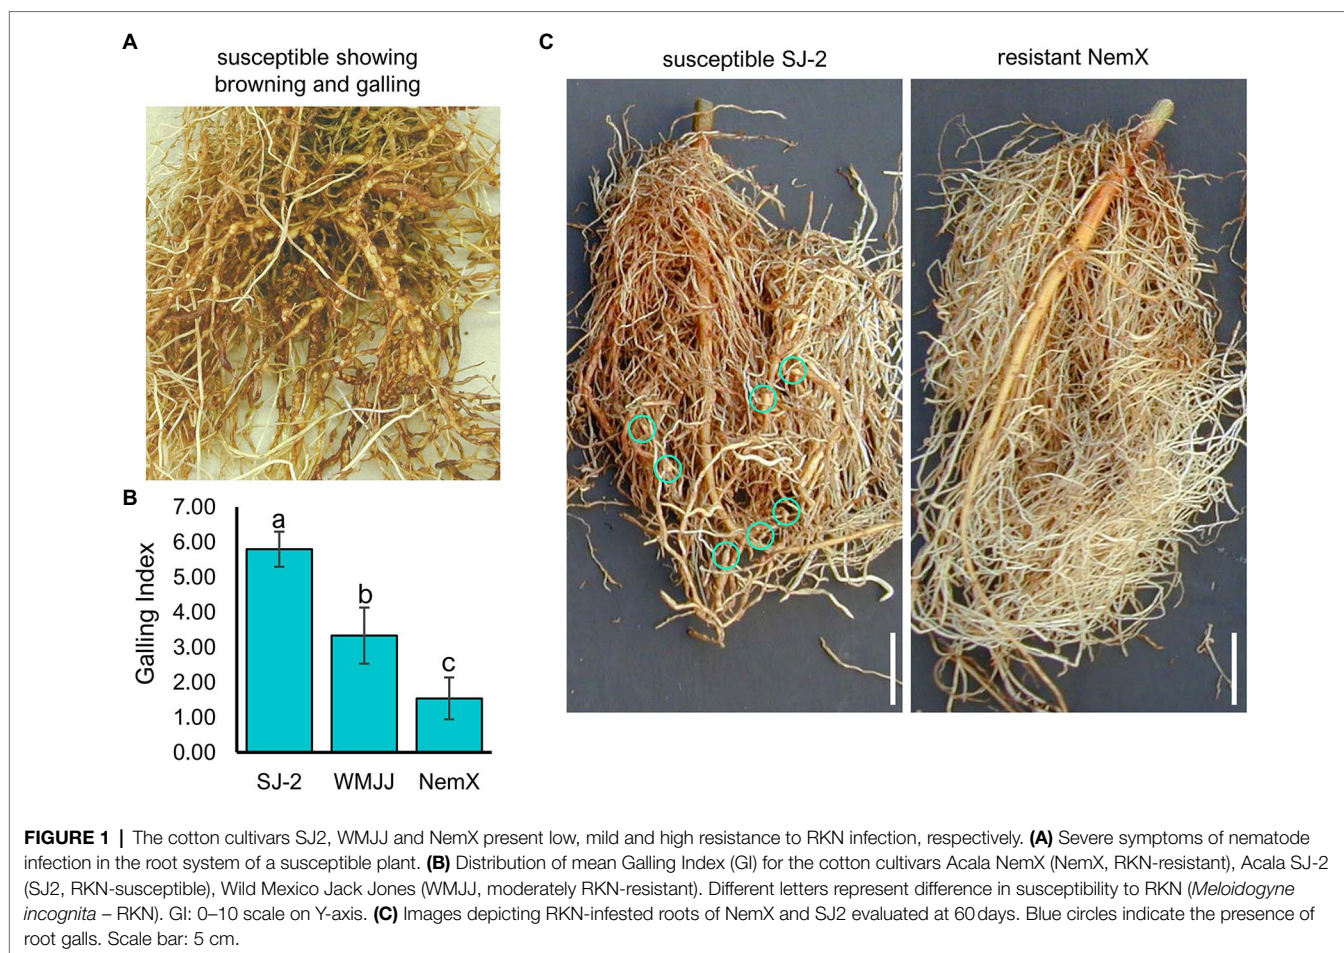 A
susceptible showing
browning and galling
B
7.00
6.00
5.00
4.00
3.00
2.00
1.00
0.00
Galling Index
a
b
c
SJ-2 WMJJ NemX
C
susceptible SJ-2
resistant NemX
FIGURE 1 | The cotton cultivars SJ2, WMJJ and NemX present low, mild and high resistance to RKN infection, respectively. (A) Severe symptoms of nematode
infection in the root system of a susceptible plant. (B) Distribution of mean Galling Index (GI) for the cotton cultivars Acala NemX (NemX, RKN-resistant), Acala SJ-2
(SJ2, RKN-susceptible), Wild Mexico Jack Jones (WMJJ, moderately RKN-resistant). Different letters represent difference in susceptibility to RKN (Meloidogyne
incognita – RKN). GI: 0–10 scale on Y-axis. (C) Images depicting RKN-infested roots of NemX and SJ2 evaluated at 60 days. Blue circles indicate the presence of
root galls. Scale bar: 5 cm.